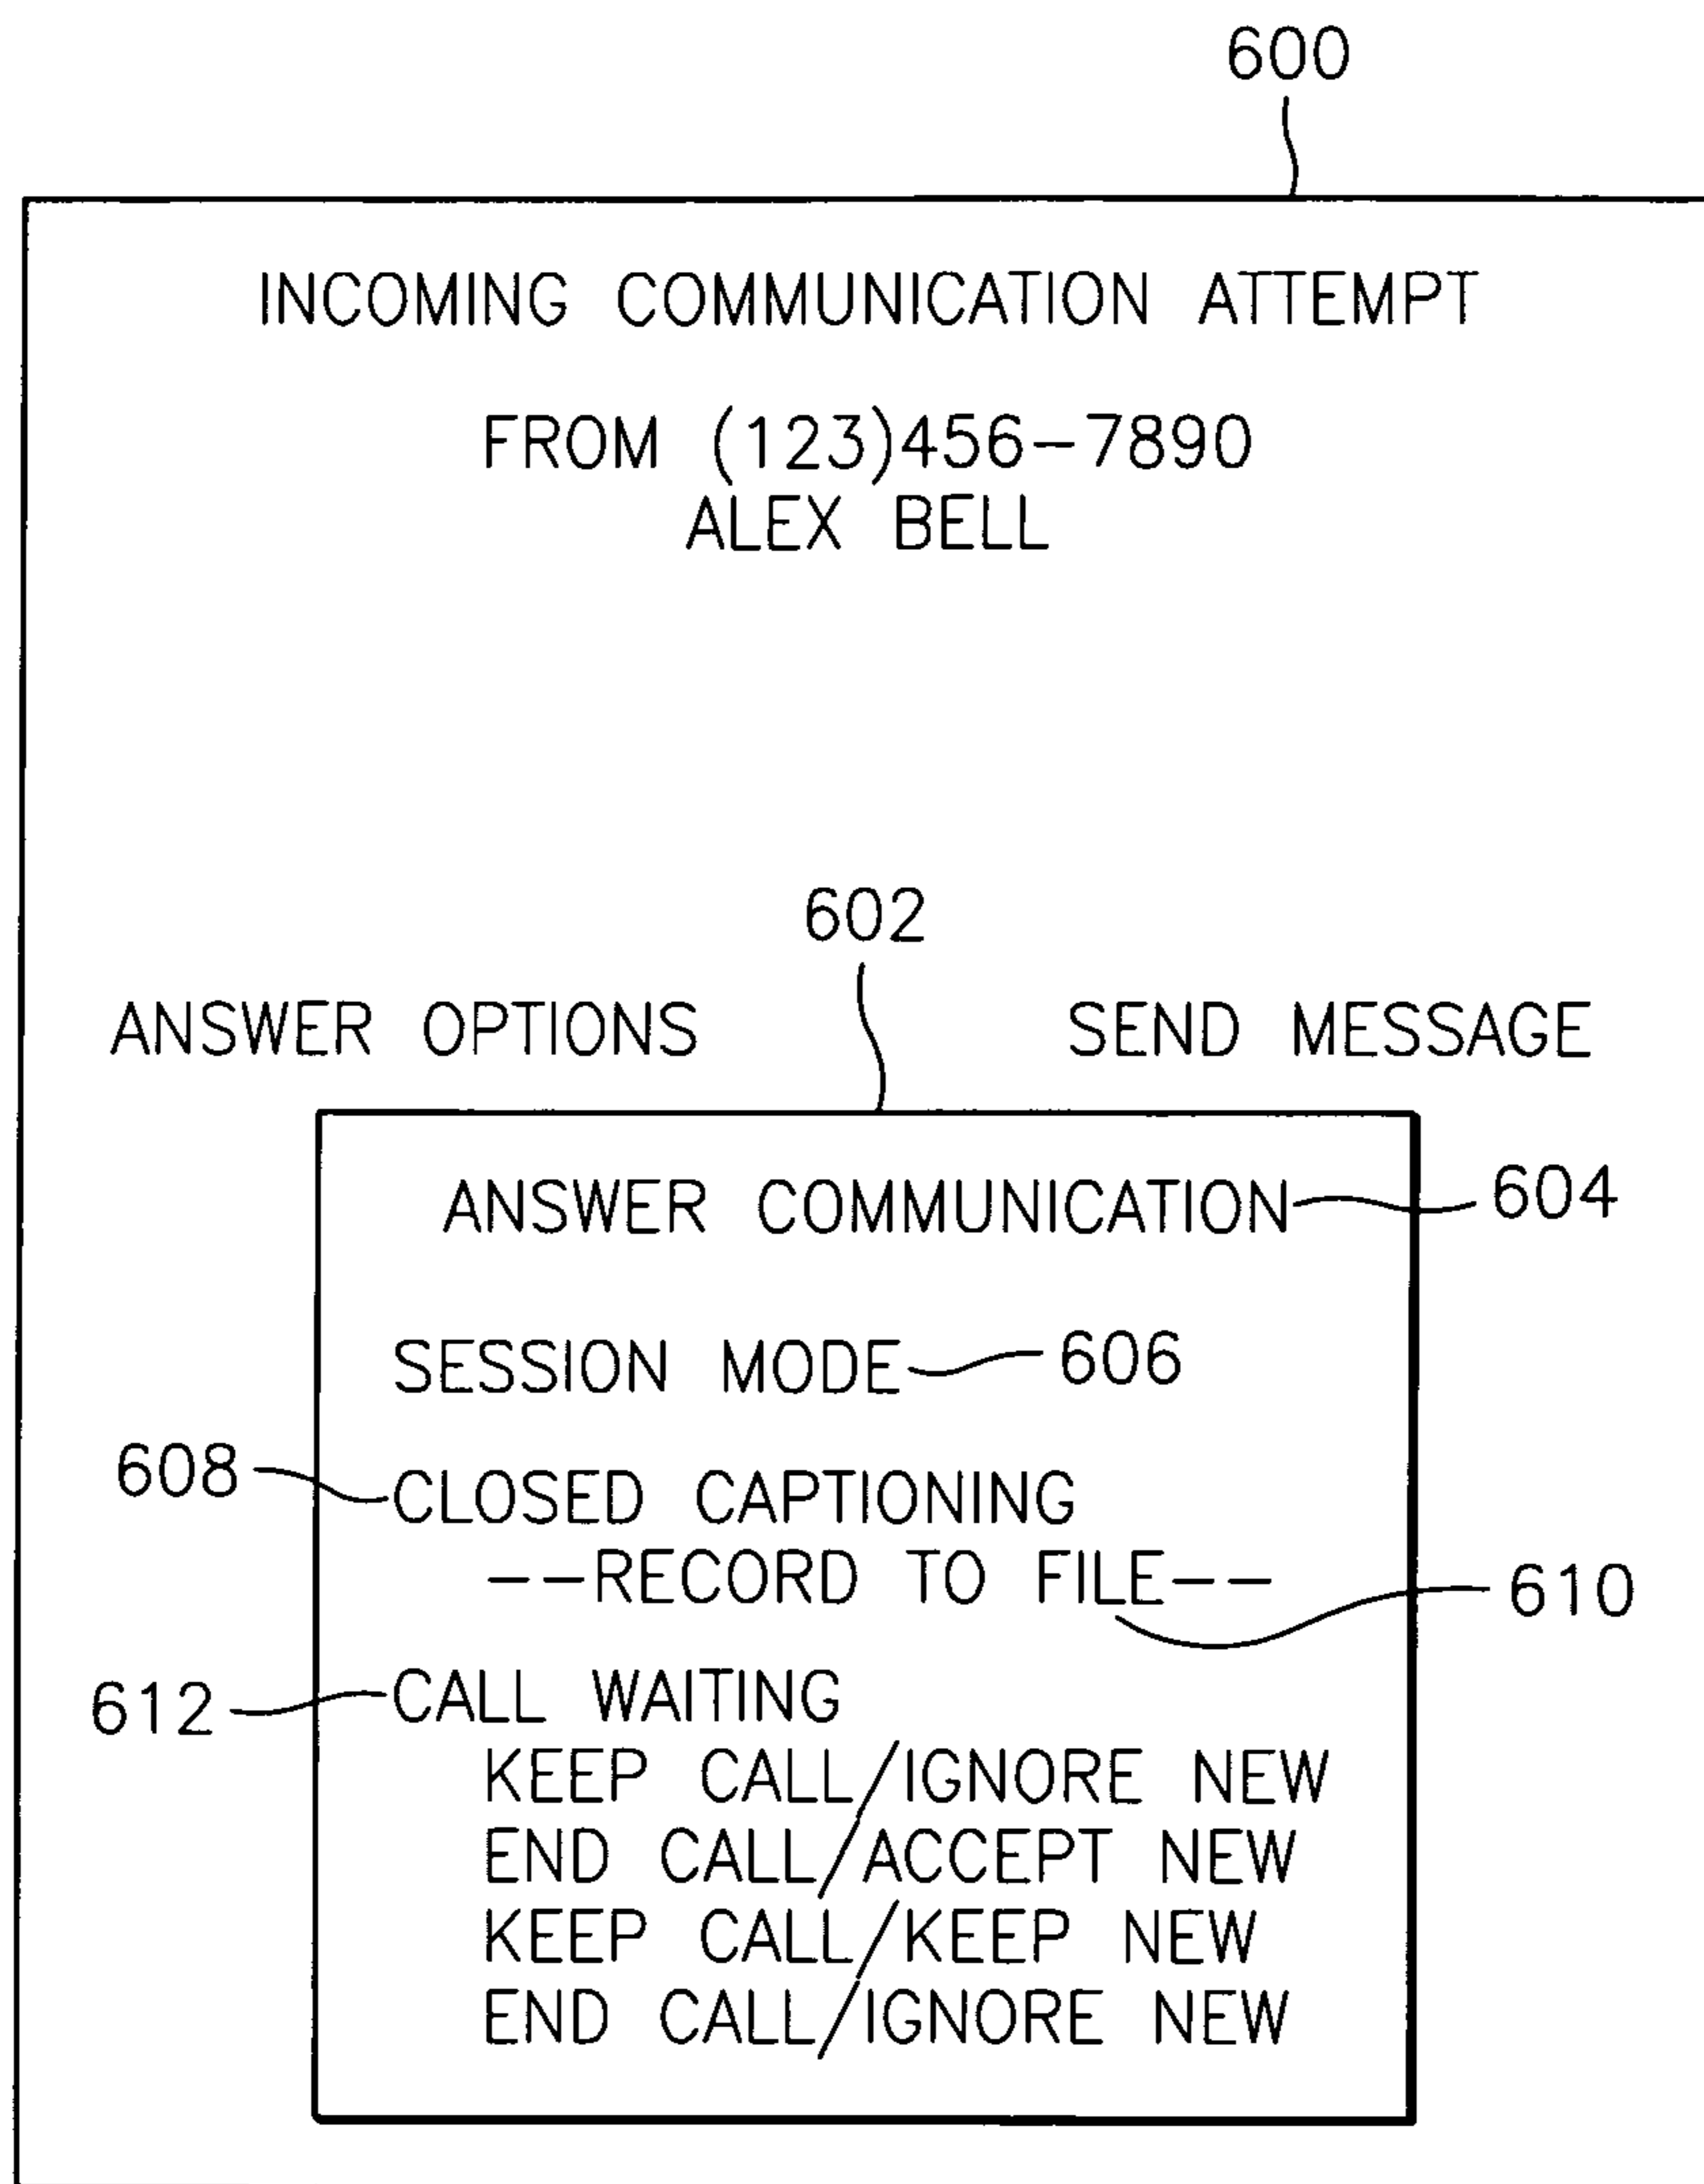 600
INCOMING COMMUNICATION ATTEMPT
FROM (123)456-7890
ALEX BELL
602
ANSWER OPTIONS SEND MESSAGE
ANSWER COMMUNICATION 604
SESSION MODE 606
608 CLOSED CAPTIONING
--RECORD TO FILE-- 610
612 CALL WAITING
KEEP CALL/IGNORE NEW
END CALL/ACCEPT NEW
KEEP CALL/KEEP NEW
END CALL/IGNORE NEW